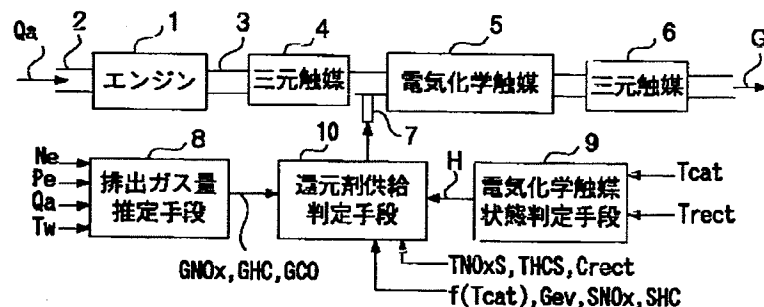 Qa 2 1 3 4 5 6 G
エンジン 三元触媒 電気化学触媒 三元触媒
7
8 10 9
Ne
Pe
Qa
Tw
排出ガス量
推定手段
還元剤供給
判定手段
H
電気化学触媒
状態判定手段
Tcat
Trect
GNOx,GHC,GCO
TNOxS,THCS,Crect
f(Tcat),Gev,SNOx,SHC